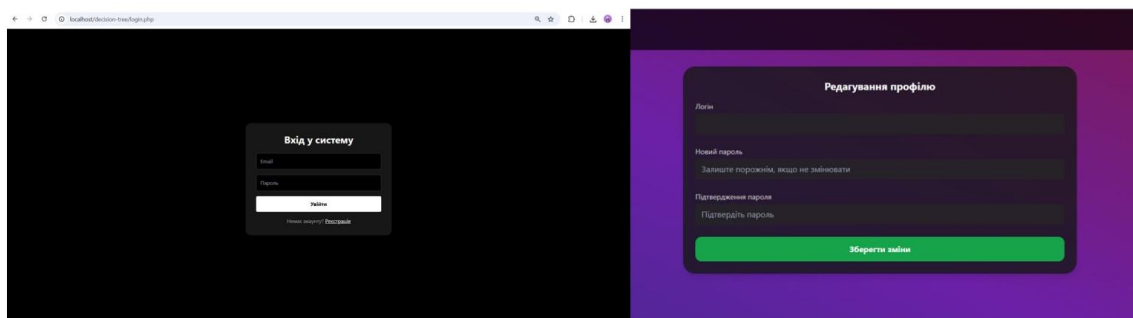 localhost/decision-tree/login.php
Вхід у систему
Email
Пароль
Увійти
Немає акаунту? Реєстрація
Редагування профілю
Логін
Новий пароль
Залиште порожнім, якщо не змінювати
Підтвердження пароля
Підтвердіть пароль
Зберегти зміни